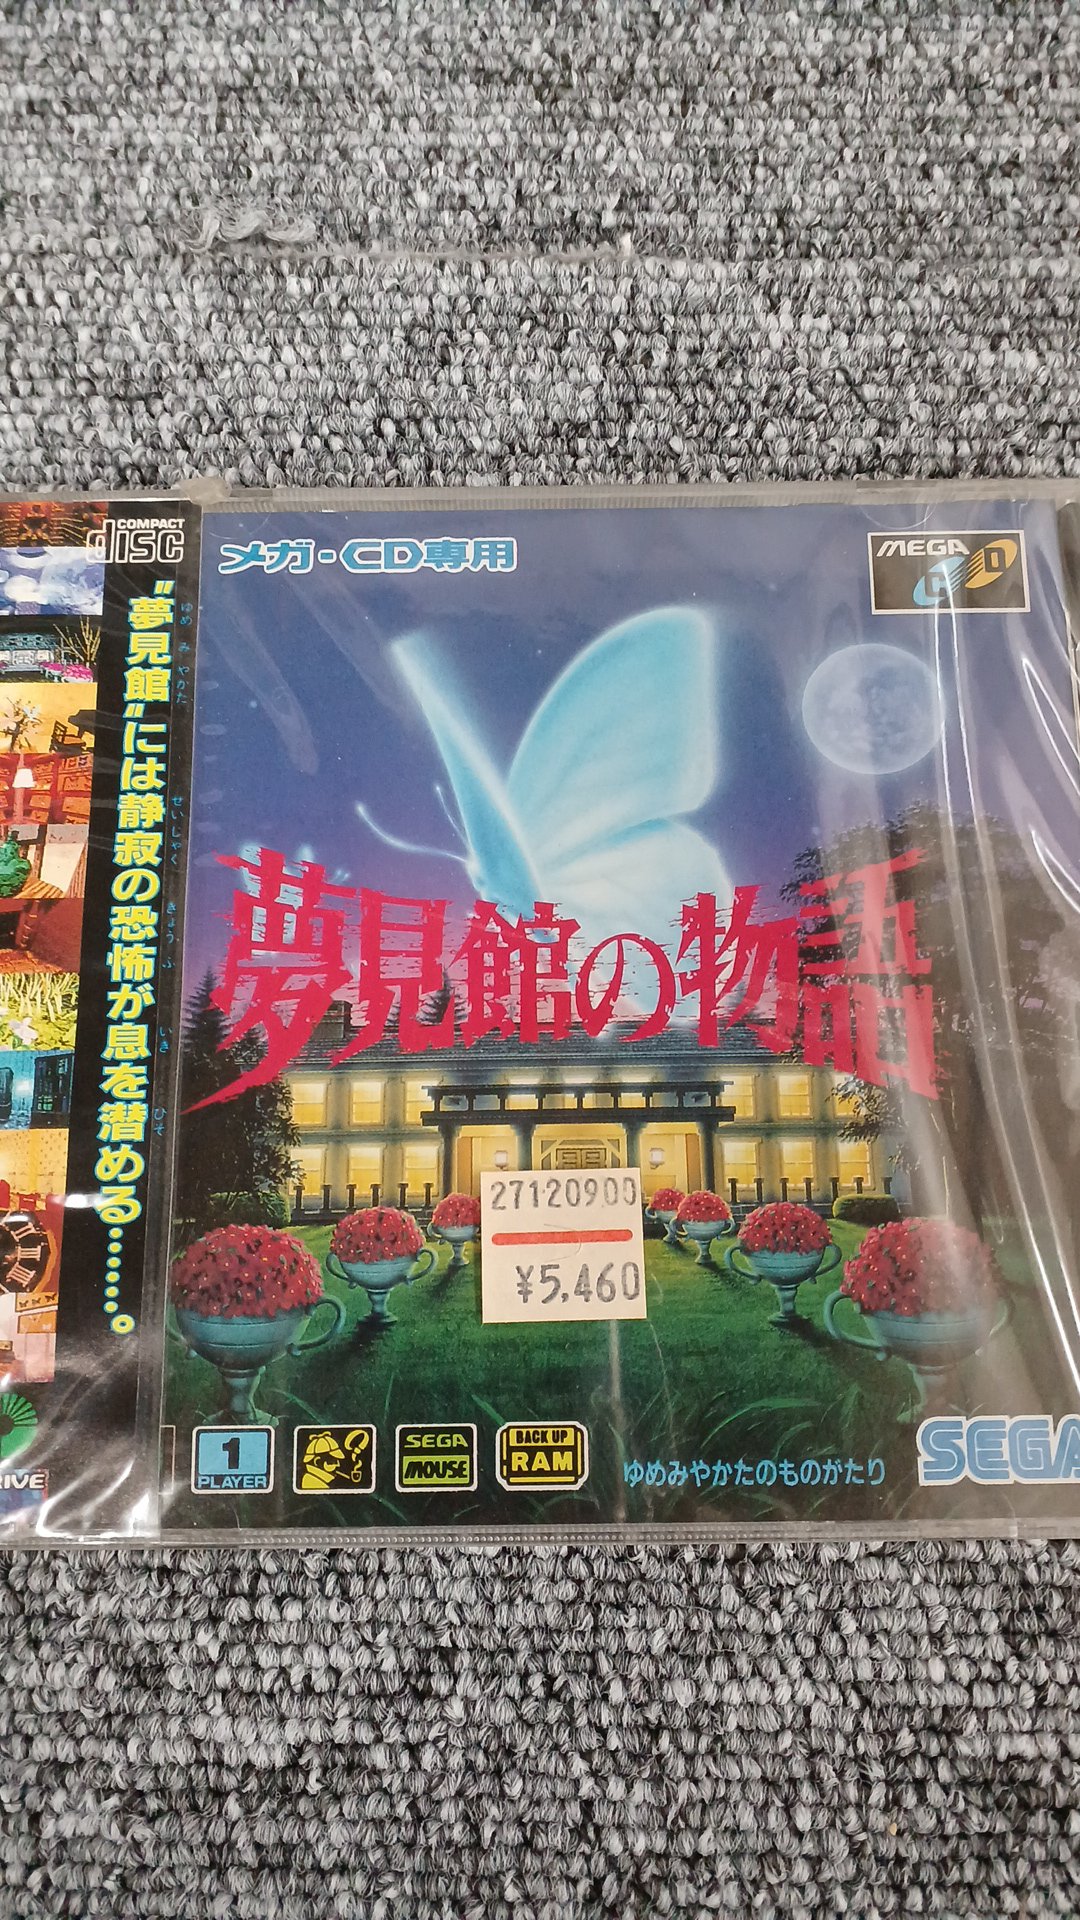 COMPACT
disc
"夢見館"には静寂の恐怖が息を潜める……。
ゆめ み やかた
せいじゃく
きょう ふ
いき
ひそ
RIVE
メガ-CD専用
MEGA
CD
夢見館の物語
27120900
¥5,460
1
PLAYER
SEGA
MOUSE
BACK UP
RAM
ゆめみやかたのものがたり
SEGA